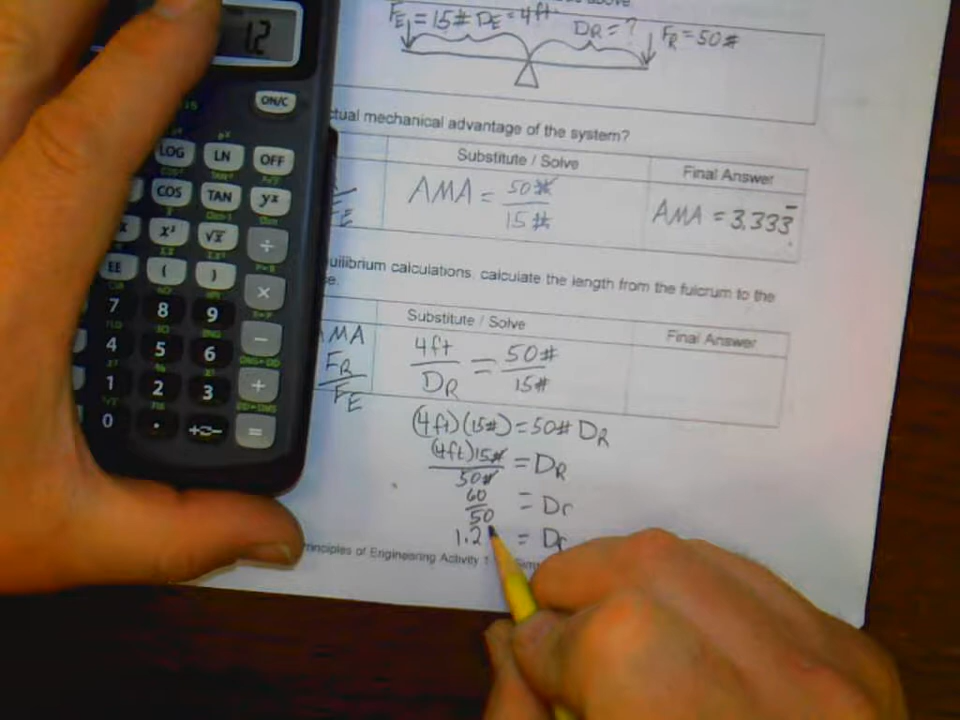 above
FE = 15# DE = 4ft DR = ? FR = 50#
1.2
ON/C
LOG LN OFF
COS TAN yx
x² √x ÷
EE ( ) ×
7 8 9 −
4 5 6 +
1 2 3 =
0 .
ctual mechanical advantage of the system?
Substitute / Solve Final Answer
FE AMA = 50# / 15# AMA = 3.333̅
uilibrium calculations calculate the length from the fulcrum to the
Substitute / Solve Final Answer
AMA
FR / FE 4ft / DR = 50# / 15#
(4ft)(15#) = 50# DR
(4ft)15# / 50# = DR
60 / 50 = Dr
1.2 = Dr
rinciples of Engineering Activity 1